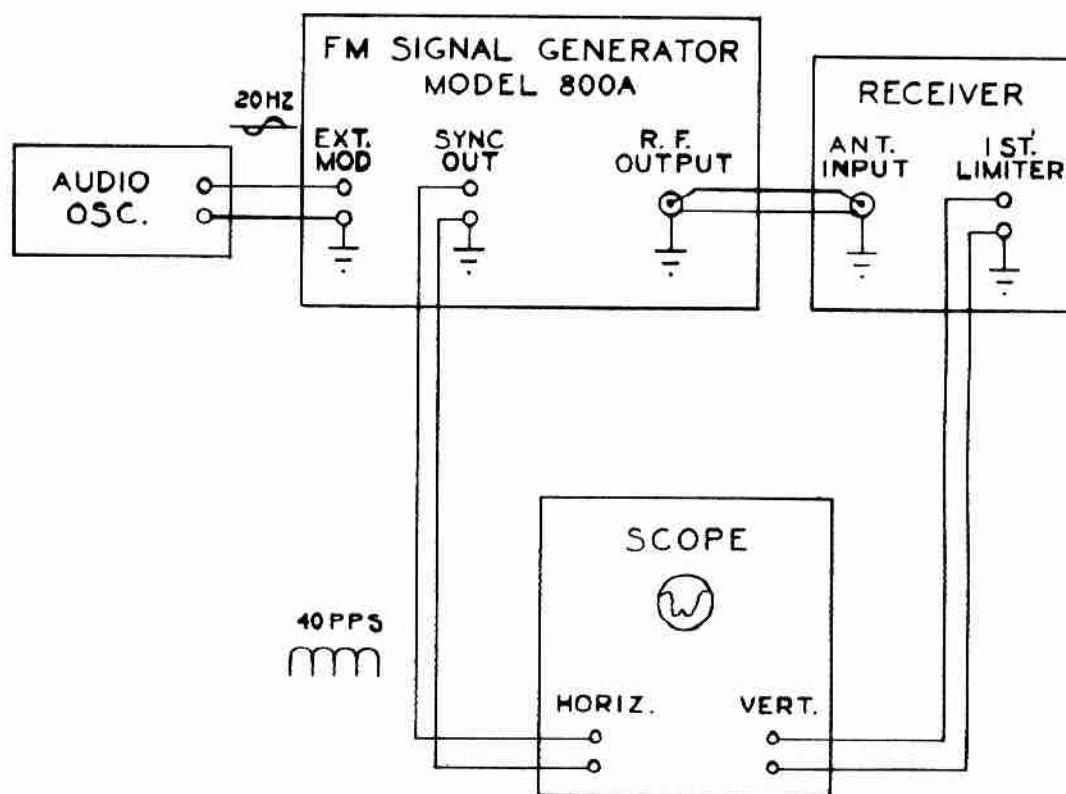 FM SIGNAL GENERATOR
MODEL 800A
RECEIVER
20HZ
EXT.
MOD
SYNC
OUT
R. F.
OUTPUT
ANT.
INPUT
1 ST.
LIMITER
AUDIO
OSC.
SCOPE
40PPS
HORIZ.
VERT.